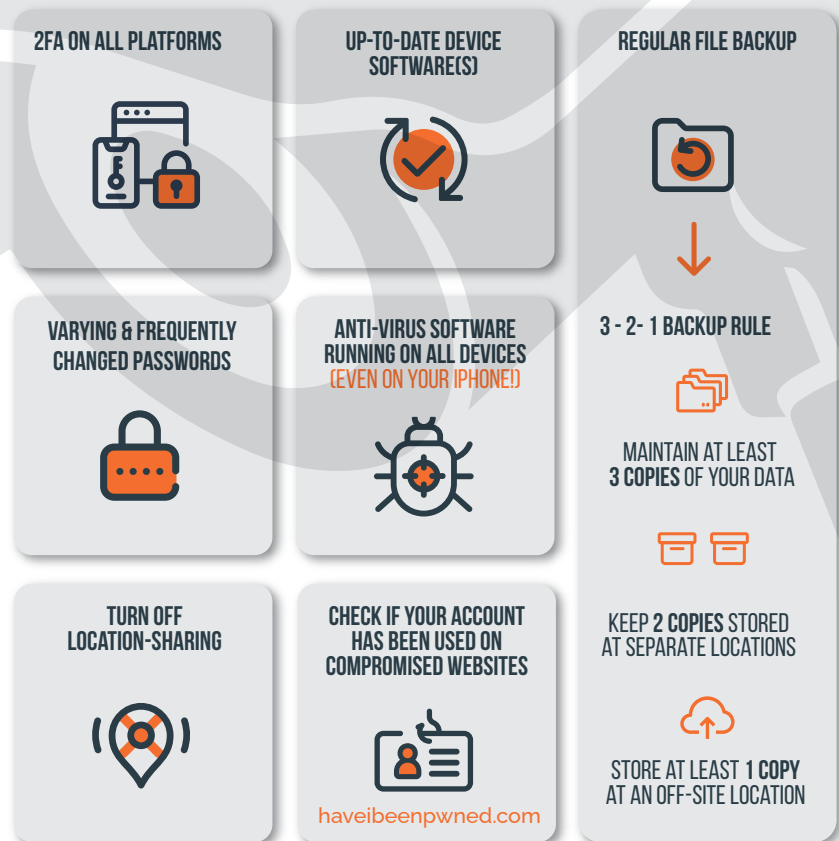 2FA ON ALL PLATFORMS
UP-TO-DATE DEVICE
SOFTWARE(S)
REGULAR FILE BACKUP
3 - 2- 1 BACKUP RULE
MAINTAIN AT LEAST
3 COPIES OF YOUR DATA
KEEP 2 COPIES STORED
AT SEPARATE LOCATIONS
STORE AT LEAST 1 COPY
AT AN OFF-SITE LOCATION
VARYING & FREQUENTLY
CHANGED PASSWORDS
ANTI-VIRUS SOFTWARE
RUNNING ON ALL DEVICES
(EVEN ON YOUR IPHONE!)
TURN OFF
LOCATION-SHARING
CHECK IF YOUR ACCOUNT
HAS BEEN USED ON
COMPROMISED WEBSITES
haveibeenpwned.com